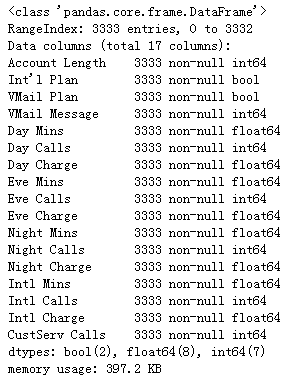 <class 'pandas.core.frame.DataFrame'>
RangeIndex: 3333 entries, 0 to 3332
Data columns (total 17 columns):
Account Length    3333 non-null int64
Int'l Plan        3333 non-null bool
VMail Plan        3333 non-null bool
VMail Message     3333 non-null int64
Day Mins          3333 non-null float64
Day Calls         3333 non-null int64
Day Charge        3333 non-null float64
Eve Mins          3333 non-null float64
Eve Calls         3333 non-null int64
Eve Charge        3333 non-null float64
Night Mins        3333 non-null float64
Night Calls       3333 non-null int64
Night Charge      3333 non-null float64
Intl Mins         3333 non-null float64
Intl Calls        3333 non-null int64
Intl Charge       3333 non-null float64
CustServ Calls    3333 non-null int64
dtypes: bool(2), float64(8), int64(7)
memory usage: 397.2 KB